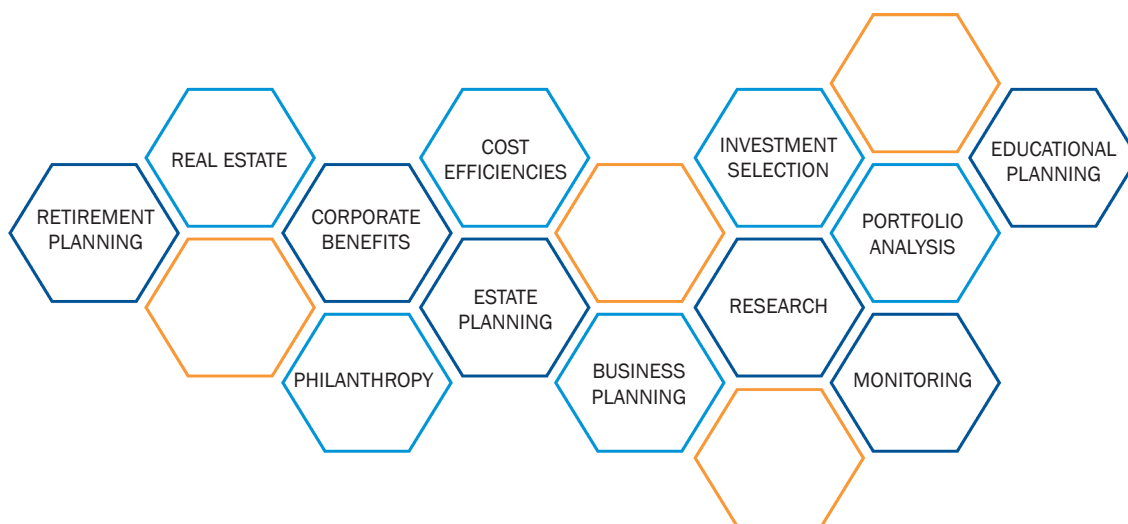 REAL ESTATE
COST
EFFICIENCIES
INVESTMENT
SELECTION
EDUCATIONAL
PLANNING
RETIREMENT
PLANNING
CORPORATE
BENEFITS
PORTFOLIO
ANALYSIS
ESTATE
PLANNING
RESEARCH
PHILANTHROPY
BUSINESS
PLANNING
MONITORING